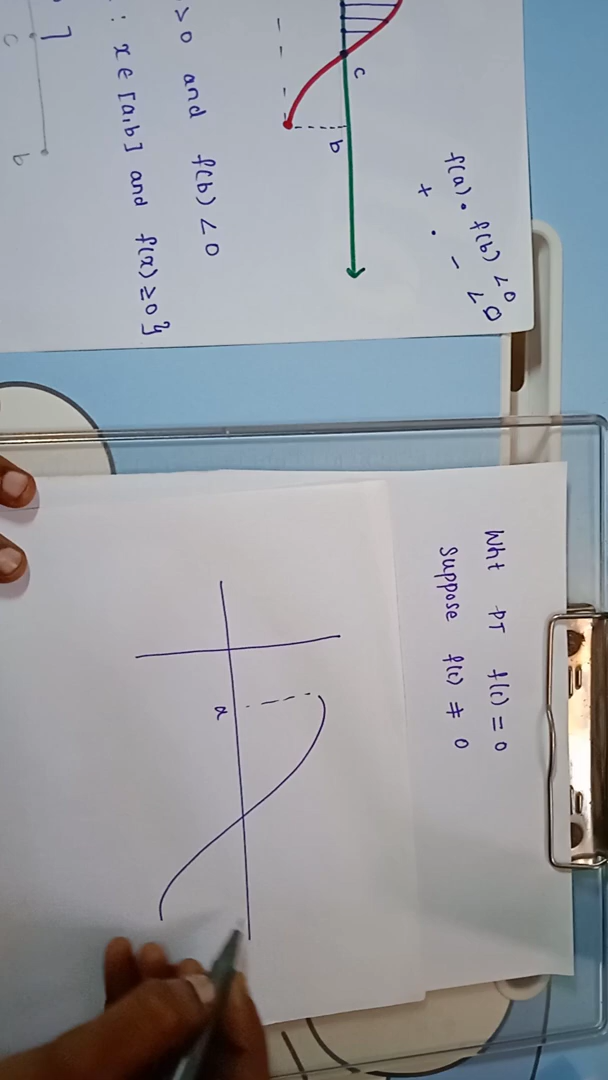 f(a) · f(b) < 0
+ · - < 0
c
b
> 0 and f(b) < 0
: x ∈ [a,b] and f(x) ≥ 0}
]
c
b
Wht PT f(c) = 0
Suppose f(c) ≠ 0
a